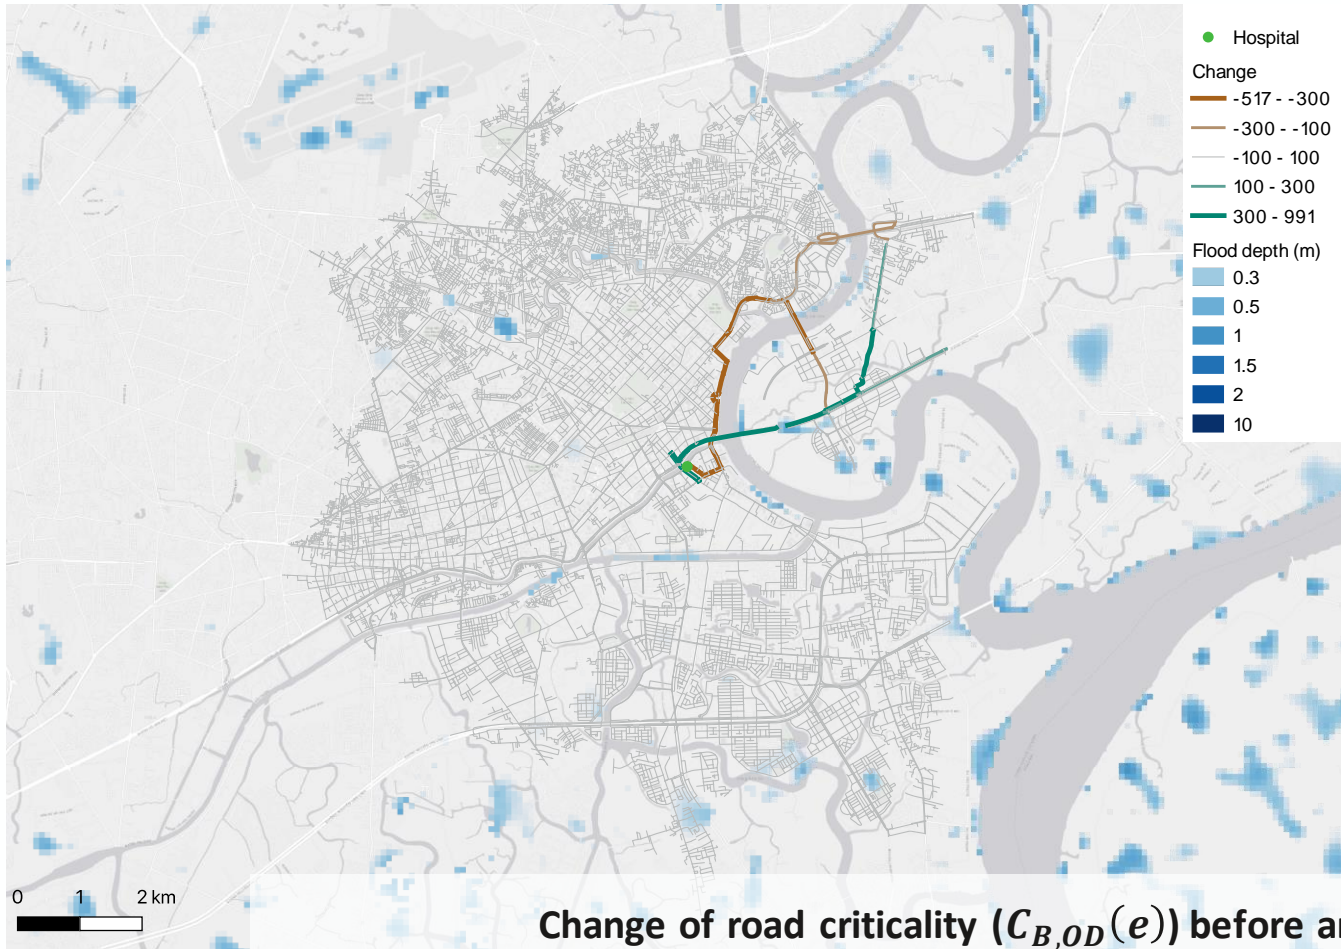 Hospital
Change
-517 - -300
-300 - -100
-100 - 100
100 - 300
300 - 991
Flood depth (m)
0.3
0.5
1
1.5
2
10
0 1 2 km
Change of road criticality (C_{B,OD}(e)) before a